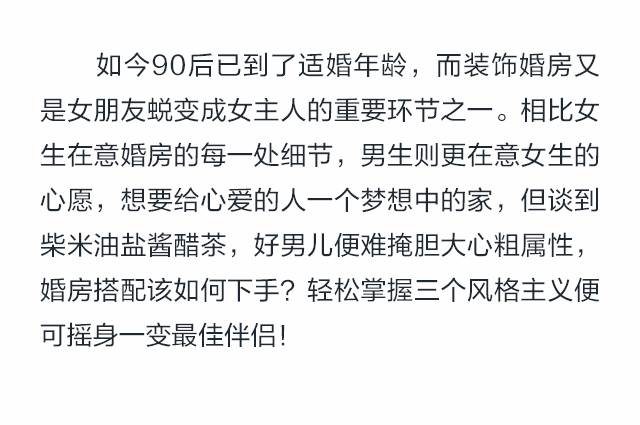 如今90后已到了适婚年龄，而装饰婚房又
是女朋友蜕变成女主人的重要环节之一。相比女
生在意婚房的每一处细节，男生则更在意女生的
心愿，想要给心爱的人一个梦想中的家，但谈到
柴米油盐酱醋茶，好男儿便难掩胆大心粗属性，
婚房搭配该如何下手？轻松掌握三个风格主义便
可摇身一变最佳伴侣！